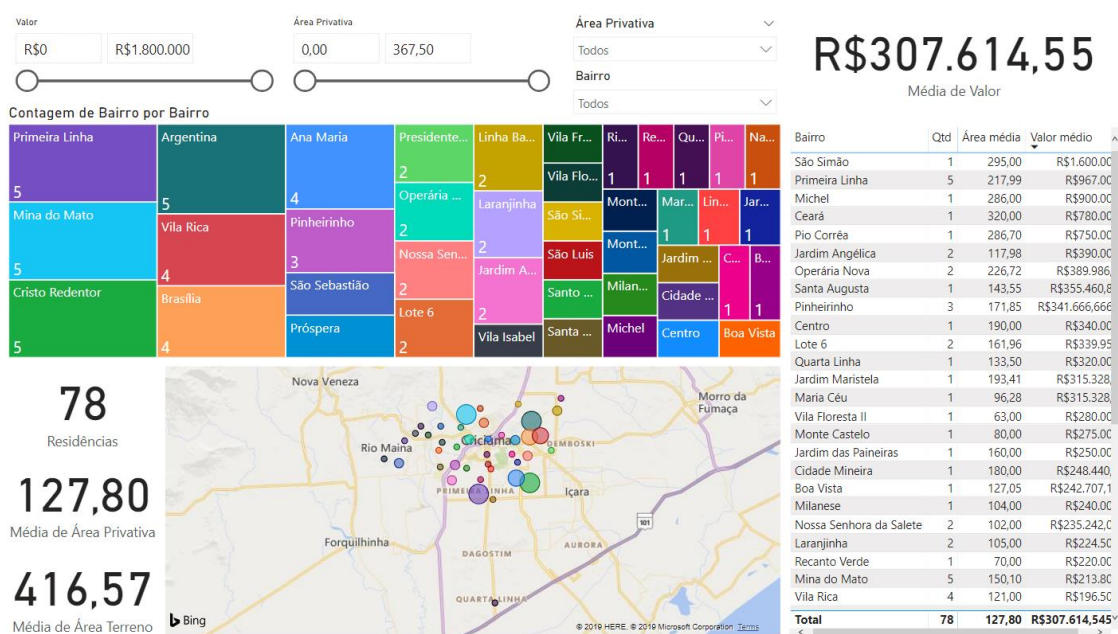 Valor
R$0
R$1.800.000
Área Privativa
0,00
367,50
Área Privativa
Todos
Bairro
Todos
R$307.614,55
Média de Valor
Contagem de Bairro por Bairro
Primeira Linha
5
Mina do Mato
5
Cristo Redentor
5
Argentina
5
Vila Rica
4
Brasília
4
Ana Maria
4
Pinheirinho
3
São Sebastião
Próspera
Presidente...
2
Operária ...
2
Nossa Sen...
2
Lote 6
2
Linha Ba...
2
Laranjinha
2
Jardim A...
2
Vila Isabel
Vila Fr...
Vila Flo...
São Si...
São Luis
Santo ...
Santa ...
Ri...
1
Re...
1
Qu...
1
Pi...
1
Na...
1
Mont...
Mont...
Milan...
Michel
Mar...
1
Lin...
1
Jar...
1
Jardim ...
Cidade ...
C...
1
B...
1
Centro
Boa Vista
78
Residências
127,80
Média de Área Privativa
416,57
Média de Área Terreno
Nova Veneza
Morro da
Fumaça
Rio Maina
Criciúma
DEMBOSKI
PRIMEIRA LINHA
Içara
101
Forquilhinha
DAGOSTIM
AURORA
QUARTA LINHA
Bing
© 2019 HERE, © 2019 Microsoft Corporation Terms
Bairro Qtd Área média Valor médio
São Simão 1 295,00 R$1.600.00
Primeira Linha 5 217,99 R$967.00
Michel 1 286,00 R$900.00
Ceará 1 320,00 R$780.00
Pio Corrêa 1 286,70 R$750.00
Jardim Angélica 2 117,98 R$390.00
Operária Nova 2 226,72 R$389.986
Santa Augusta 1 143,55 R$355.460,8
Pinheirinho 3 171,85 R$341.666,666
Centro 1 190,00 R$340.00
Lote 6 2 161,96 R$339.95
Quarta Linha 1 133,50 R$320.00
Jardim Maristela 1 193,41 R$315.328,
Maria Céu 1 96,28 R$315.328,
Vila Floresta II 1 63,00 R$280.00
Monte Castelo 1 80,00 R$275.00
Jardim das Paineiras 1 160,00 R$250.00
Cidade Mineira 1 180,00 R$248.440,
Boa Vista 1 127,05 R$242.707,1
Milanese 1 104,00 R$240.00
Nossa Senhora da Salete 2 102,00 R$235.242,0
Laranjinha 2 105,00 R$224.50
Recanto Verde 1 70,00 R$220.00
Mina do Mato 5 150,10 R$213.80
Vila Rica 4 121,00 R$196.50
Total 78 127,80 R$307.614,545